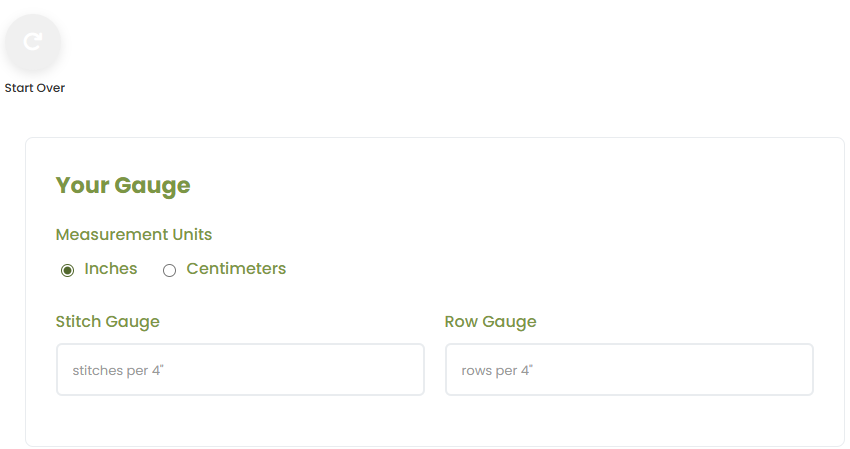 Start Over
Your Gauge
Measurement Units
Inches Centimeters
Stitch Gauge Row Gauge
stitches per 4" rows per 4"